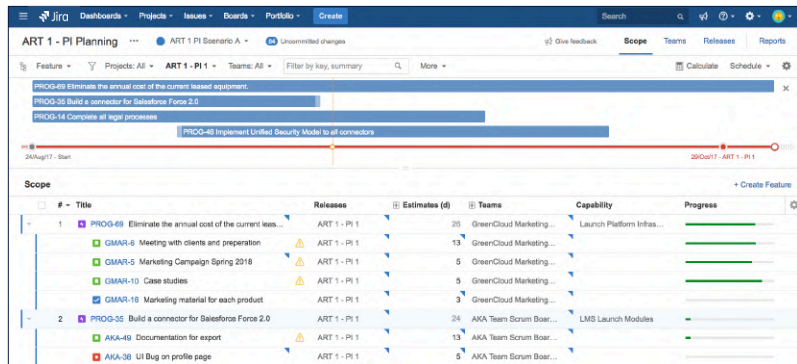 Jira Dashboards Projects Issues Boards Portfolio Create Search
ART 1 - PI Planning ••• ART 1 PI Scenario A 84 Uncommitted changes Give feedback Scope Teams Releases Reports
Feature Projects: All ART 1 - PI 1 Teams: All Filter by key, summary More Calculate Schedule
PROG-69 Eliminate the annual cost of the current leased equipment.
PROG-35 Build a connector for Salesforce Force 2.0
PROG-14 Complete all legal processes
PROG-46 Implement Unified Security Model to all connectors
24/Aug/17 - Start 29/Oct/17 - ART 1 - PI 1
Scope + Create Feature
# Title Releases Estimates (d) Teams Capability Progress
1 PROG-69 Eliminate the annual cost of the current leas... ART 1 - PI 1 26 GreenCloud Marketing... Launch Platform Infras...
GMAR-6 Meeting with clients and preperation ART 1 - PI 1 13 GreenCloud Marketing...
GMAR-5 Marketing Campaign Spring 2018 ART 1 - PI 1 5 GreenCloud Marketing...
GMAR-10 Case studies ART 1 - PI 1 5 GreenCloud Marketing...
GMAR-16 Marketing material for each product ART 1 - PI 1 3 GreenCloud Marketing...
2 PROG-35 Build a connector for Salesforce Force 2.0 ART 1 - PI 1 24 AKA Team Scrum Boar... LMS Launch Modules
AKA-49 Documentation for export ART 1 - PI 1 13 AKA Team Scrum Boar...
AKA-38 UI Bug on profile page ART 1 - PI 1 5 AKA Team Scrum Boar...